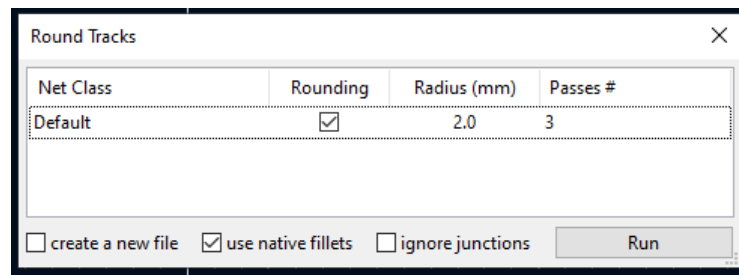 Round Tracks
Net Class Rounding Radius (mm) Passes #
Default 2.0 3
create a new file use native fillets ignore junctions Run